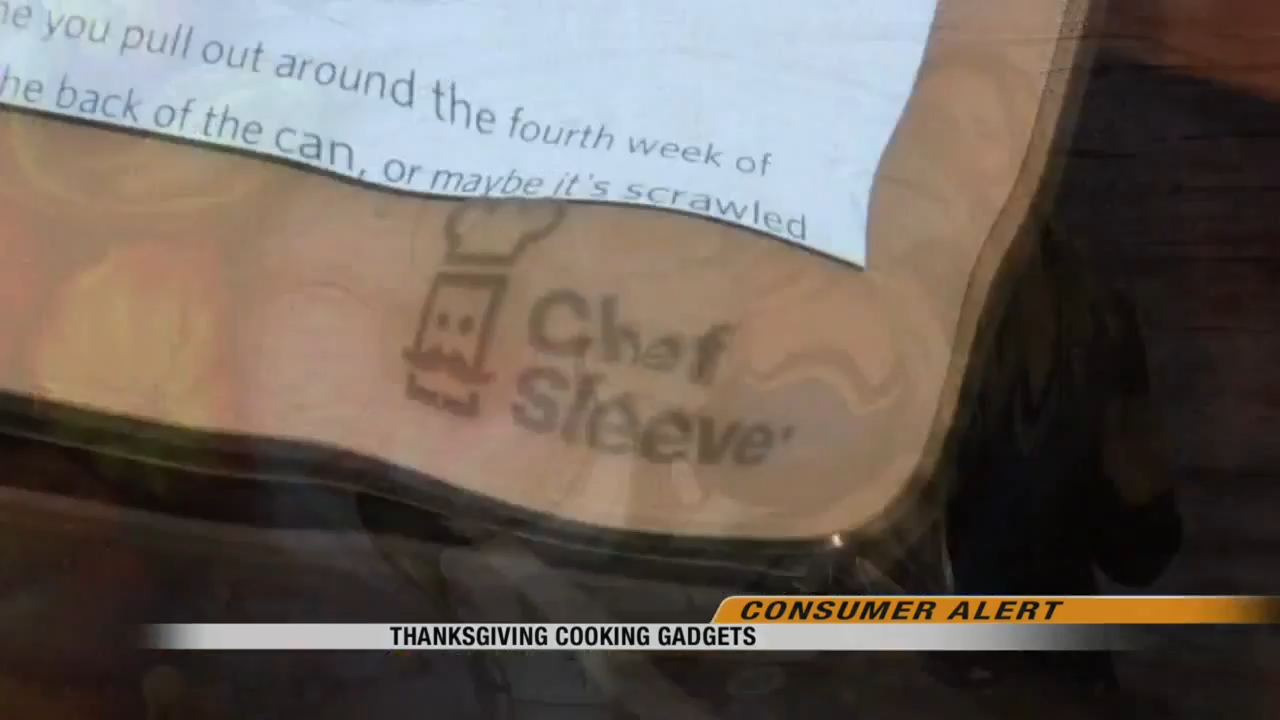 he you pull out around the fourth week of
he back of the can, or maybe it's scrawled
Chef
Sleeve
CONSUMER ALERT
THANKSGIVING COOKING GADGETS